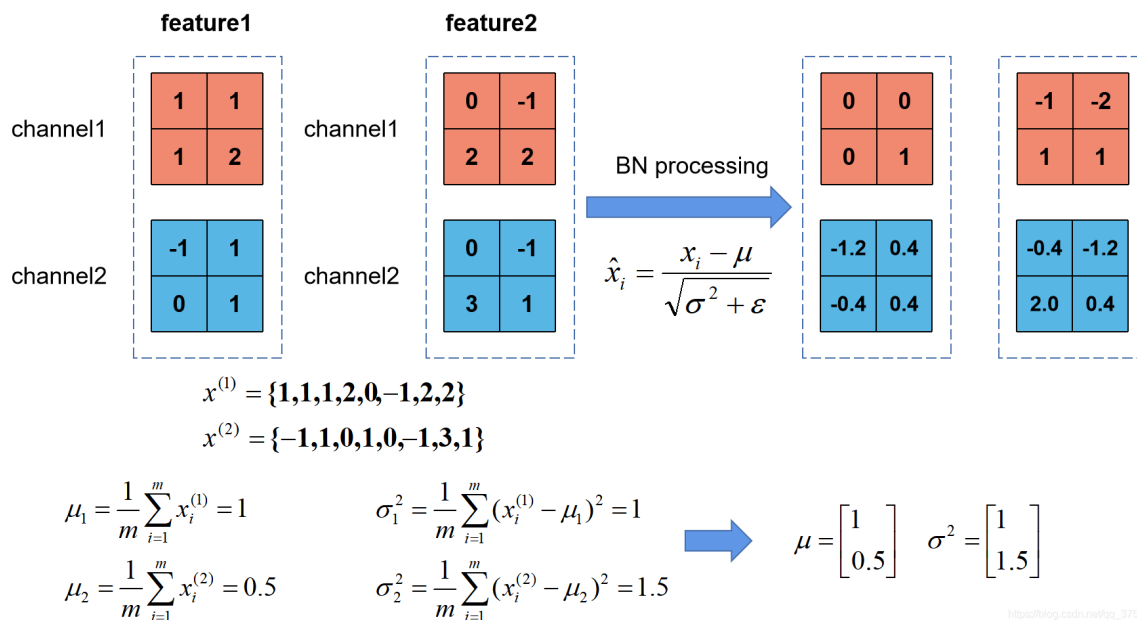 feature1 feature2
channel1 1 1 channel1 0 -1 0 0 -1 -2
1 2 2 2 0 1 1 1
BN processing
channel2 -1 1 channel2 0 -1 -1.2 0.4 -0.4 -1.2
0 1 3 1 -0.4 0.4 2.0 0.4
x̂ᵢ = (xᵢ − μ) / √(σ² + ε)
x⁽¹⁾ = {1,1,1,2,0,−1,2,2}
x⁽²⁾ = {−1,1,0,1,0,−1,3,1}
μ₁ = 1/m ∑ᵢ₌₁ᵐ xᵢ⁽¹⁾ = 1 σ₁² = 1/m ∑ᵢ₌₁ᵐ (xᵢ⁽¹⁾ − μ₁)² = 1
μ₂ = 1/m ∑ᵢ₌₁ᵐ xᵢ⁽²⁾ = 0.5 σ₂² = 1/m ∑ᵢ₌₁ᵐ (xᵢ⁽²⁾ − μ₂)² = 1.5
μ = [1 0.5] σ² = [1 1.5]